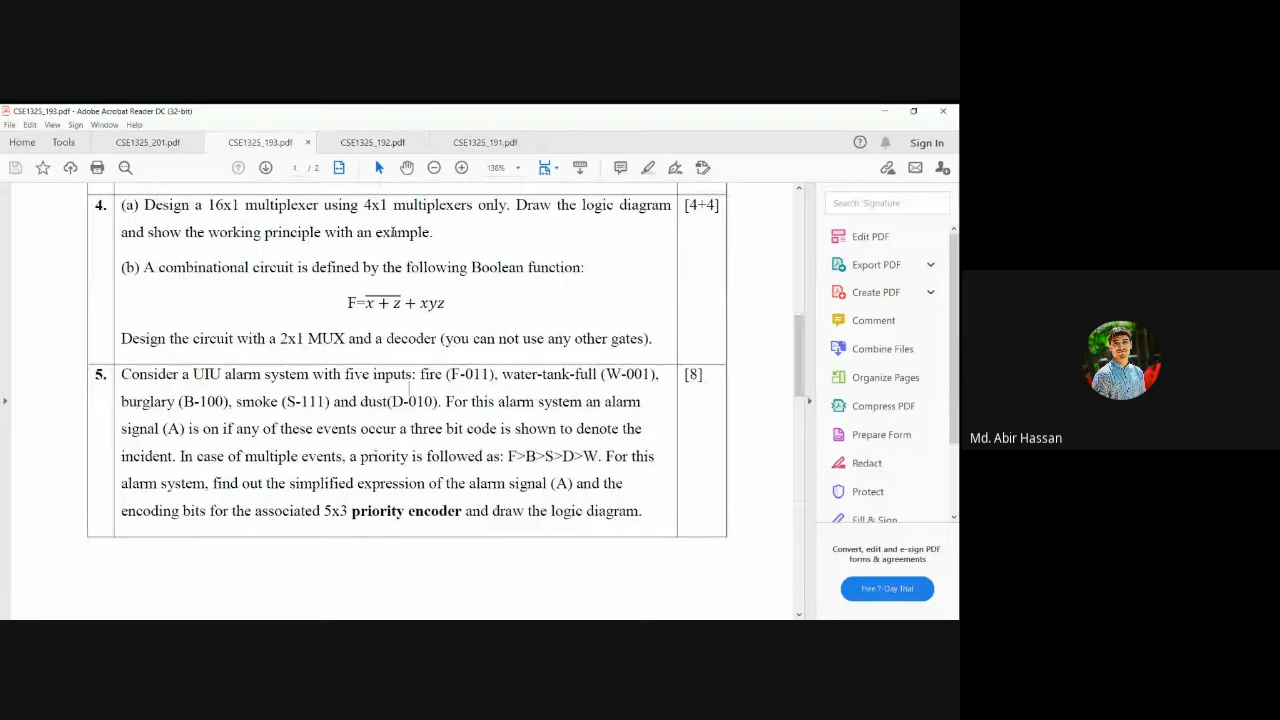 CSE1325_193.pdf - Adobe Acrobat Reader DC (32-bit)
File Edit View Sign Window Help
Home Tools CSE1325_201.pdf CSE1325_193.pdf × CSE1325_192.pdf CSE1325_191.pdf Sign In
1 / 2 138%
4. (a) Design a 16x1 multiplexer using 4x1 multiplexers only. Draw the logic diagram [4+4]
and show the working principle with an example.
(b) A combinational circuit is defined by the following Boolean function:
F=\overline{x + z} + xyz
Design the circuit with a 2x1 MUX and a decoder (you can not use any other gates).
5. Consider a UIU alarm system with five inputs: fire (F-011), water-tank-full (W-001), [8]
burglary (B-100), smoke (S-111) and dust(D-010). For this alarm system an alarm
signal (A) is on if any of these events occur a three bit code is shown to denote the
incident. In case of multiple events, a priority is followed as: F>B>S>D>W. For this
alarm system, find out the simplified expression of the alarm signal (A) and the
encoding bits for the associated 5x3 priority encoder and draw the logic diagram.
Search 'Signature
Edit PDF
Export PDF
Create PDF
Comment
Combine Files
Organize Pages
Compress PDF
Prepare Form
Redact
Protect
Fill & Sign
Convert, edit and e-sign PDF
forms & agreements
Free 7-Day Trial
Md. Abir Hassan